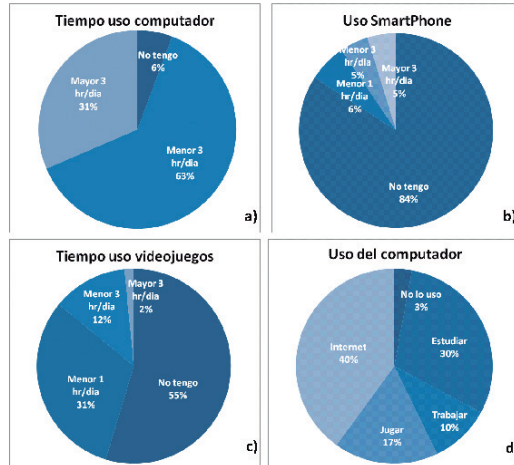 Tiempo uso computador
No tengo
6%
Mayor 3
hr/dia
31%
Menor 3
hr/dia
63%
a)
Uso SmartPhone
Menor 3
hr/dia
5%
Mayor 3
hr/dia
5%
Menor 1
hr/dia
6%
No tengo
84%
b)
Tiempo uso videojuegos
Mayor 3
hr/dia
2%
Menor 3
hr/dia
12%
Menor 1
hr/dia
31%
No tengo
55%
c)
Uso del computador
No lo uso
3%
Estudiar
30%
Internet
40%
Trabajar
10%
Jugar
17%
d